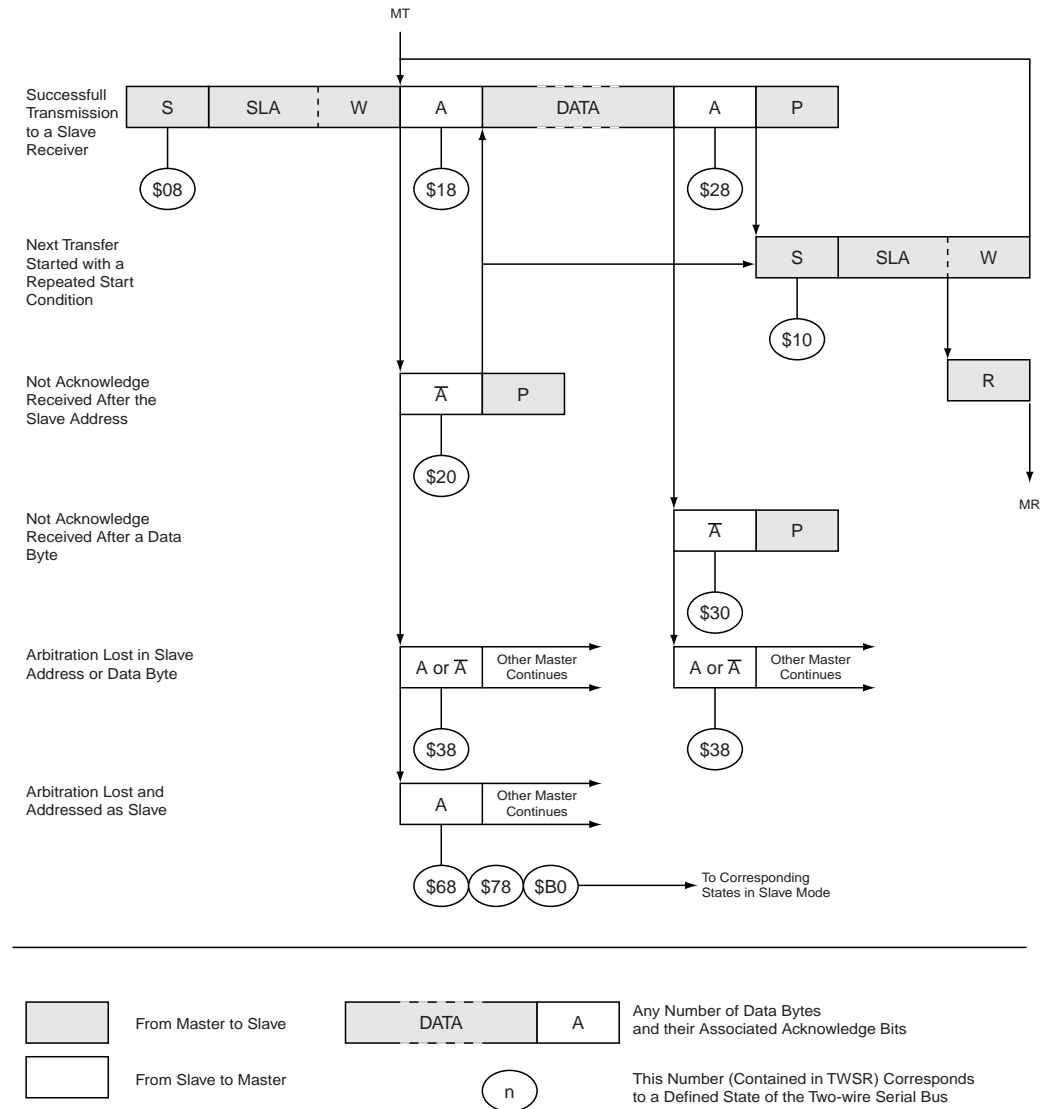 MT
Successfull
Transmission
to a Slave
Receiver
S SLA W A DATA A P
$08 $18 $28
Next Transfer
Started with a
Repeated Start
Condition
S SLA W
$10
Not Acknowledge
Received After the
Slave Address
A̅ P
R
$20
MR
Not Acknowledge
Received After a Data
Byte
A̅ P
$30
Arbitration Lost in Slave
Address or Data Byte
A or A̅
Other Master
Continues
A or A̅
Other Master
Continues
$38 $38
Arbitration Lost and
Addressed as Slave
A
Other Master
Continues
$68 $78 $B0
To Corresponding
States in Slave Mode
From Master to Slave
DATA A
Any Number of Data Bytes
and their Associated Acknowledge Bits
From Slave to Master
n
This Number (Contained in TWSR) Corresponds
to a Defined State of the Two-wire Serial Bus